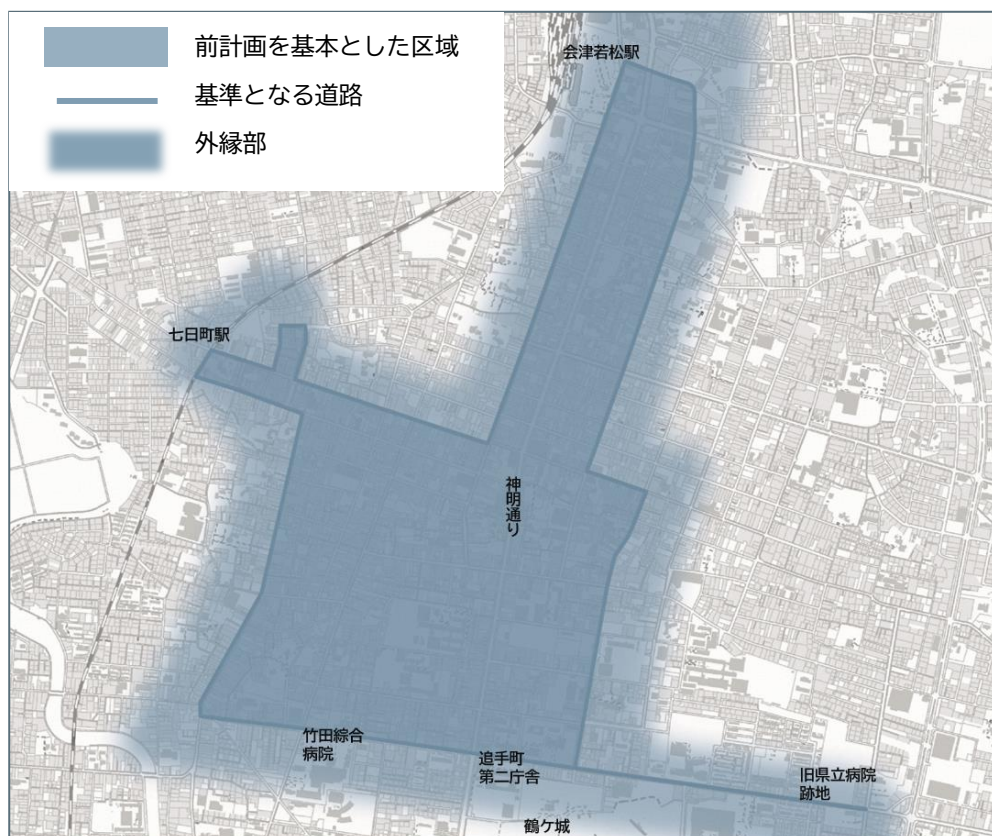 前計画を基本とした区域
基準となる道路
外縁部
会津若松駅
七日町駅
神明通り
竹田綜合
病院
追手町
第二庁舎
旧県立病院
跡地
鶴ケ城